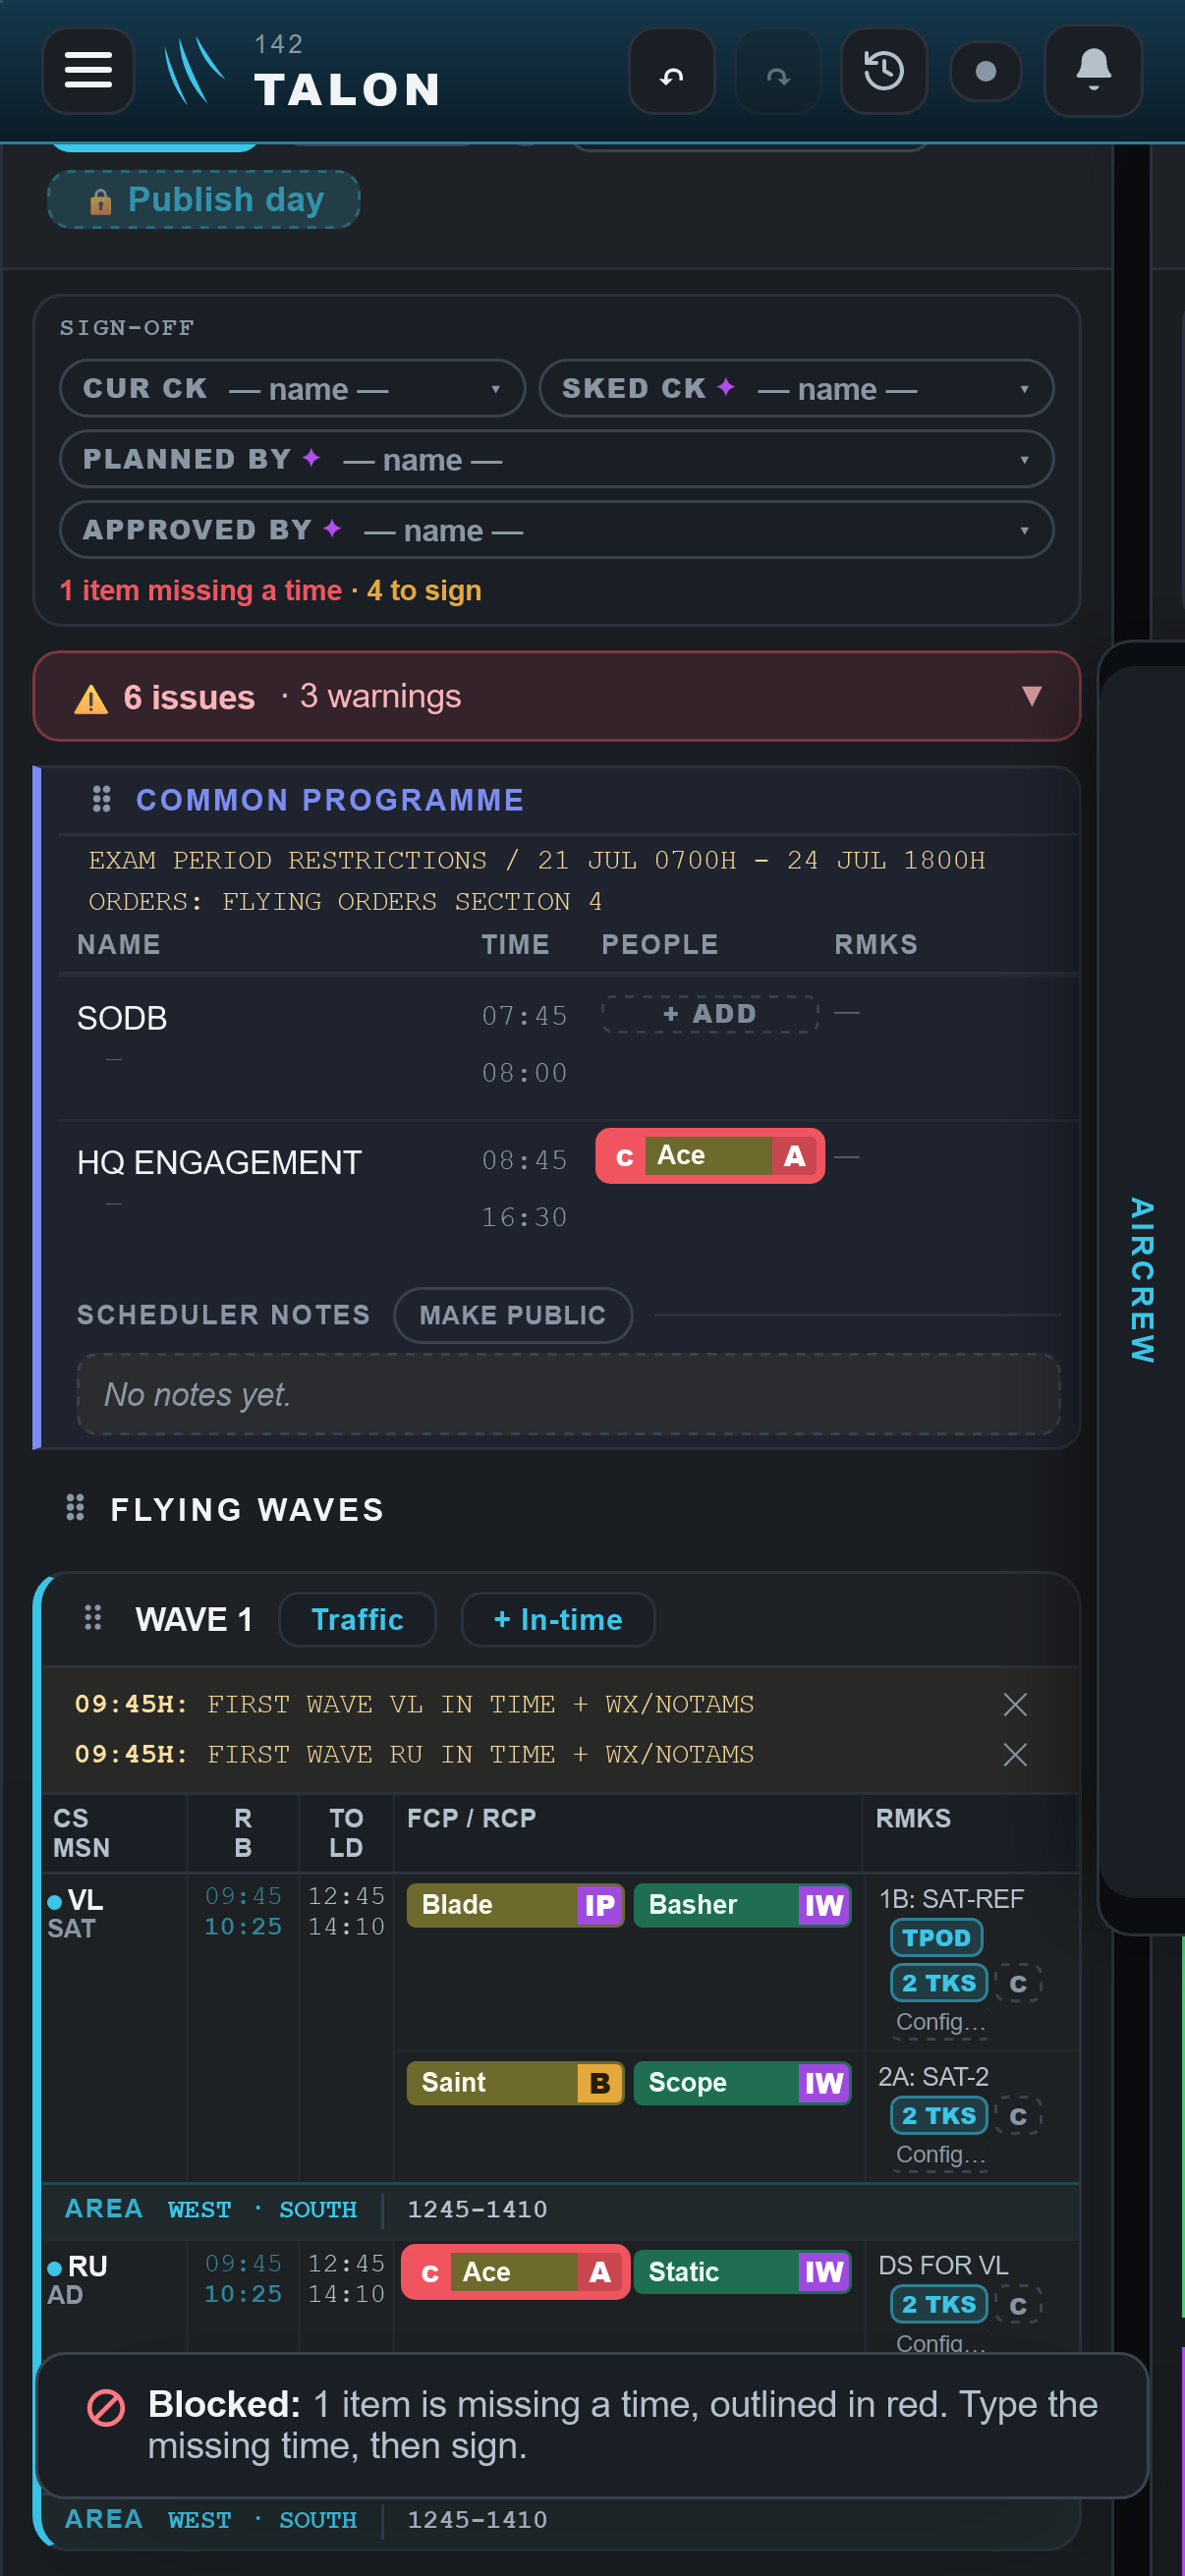 142
TALON
🔒 Publish day
SIGN-OFF
CUR CK — name —
SKED CK ✦ — name —
PLANNED BY ✦ — name —
APPROVED BY ✦ — name —
1 item missing a time · 4 to sign
⚠️ 6 issues · 3 warnings ▼
COMMON PROGRAMME
EXAM PERIOD RESTRICTIONS / 21 JUL 0700H - 24 JUL 1800H
ORDERS: FLYING ORDERS SECTION 4
NAME TIME PEOPLE RMKS
SODB 07:45 + ADD —
— 08:00
HQ ENGAGEMENT 08:45 C Ace A —
— 16:30
SCHEDULER NOTES MAKE PUBLIC
No notes yet.
FLYING WAVES
WAVE 1 Traffic + In-time
09:45H: FIRST WAVE VL IN TIME + WX/NOTAMS
09:45H: FIRST WAVE RU IN TIME + WX/NOTAMS
CS R TO FCP / RCP RMKS
MSN B LD
VL 09:45 12:45 Blade IP Basher IW 1B: SAT-REF
SAT 10:25 14:10
TPOD
2 TKS C
Config…
Saint B Scope IW 2A: SAT-2
2 TKS C
Config…
AREA WEST · SOUTH 1245-1410
RU 09:45 12:45 C Ace A Static IW DS FOR VL
AD 10:25 14:10
2 TKS C
Config…
Blocked: 1 item is missing a time, outlined in red. Type the
missing time, then sign.
AREA WEST · SOUTH 1245-1410
AIRCREW